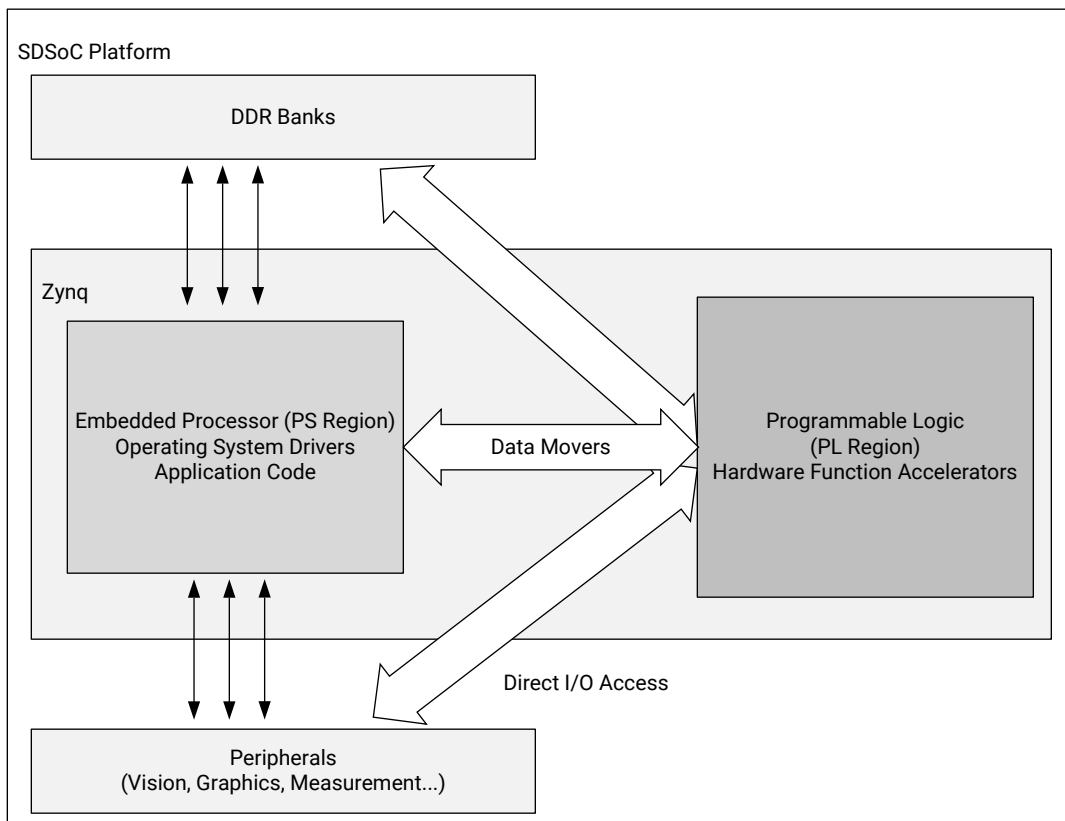 SDSoC Platform
DDR Banks
Zynq
Embedded Processor (PS Region)
Operating System Drivers
Application Code
Data Movers
Programmable Logic
(PL Region)
Hardware Function Accelerators
Direct I/O Access
Peripherals
(Vision, Graphics, Measurement...)